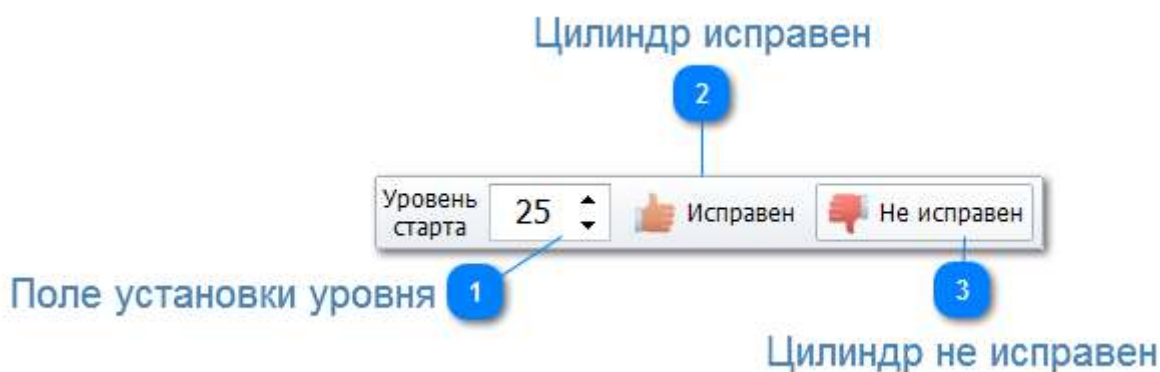 Цилиндр исправен
2
Уровень
старта
25
Исправен
Не исправен
Поле установки уровня
1
3
Цилиндр не исправен